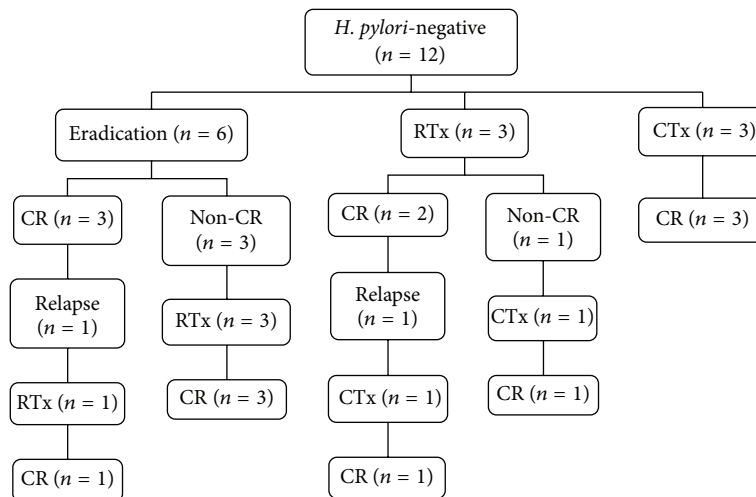 H. pylori-negative
(n = 12)
Eradication (n = 6)
RTx (n = 3)
CTx (n = 3)
CR (n = 3)
Non-CR
(n = 3)
CR (n = 2)
Non-CR
(n = 1)
CR (n = 3)
Relapse
(n = 1)
RTx (n = 3)
Relapse
(n = 1)
CTx (n = 1)
RTx (n = 1)
CR (n = 3)
CTx (n = 1)
CR (n = 1)
CR (n = 1)
CR (n = 1)